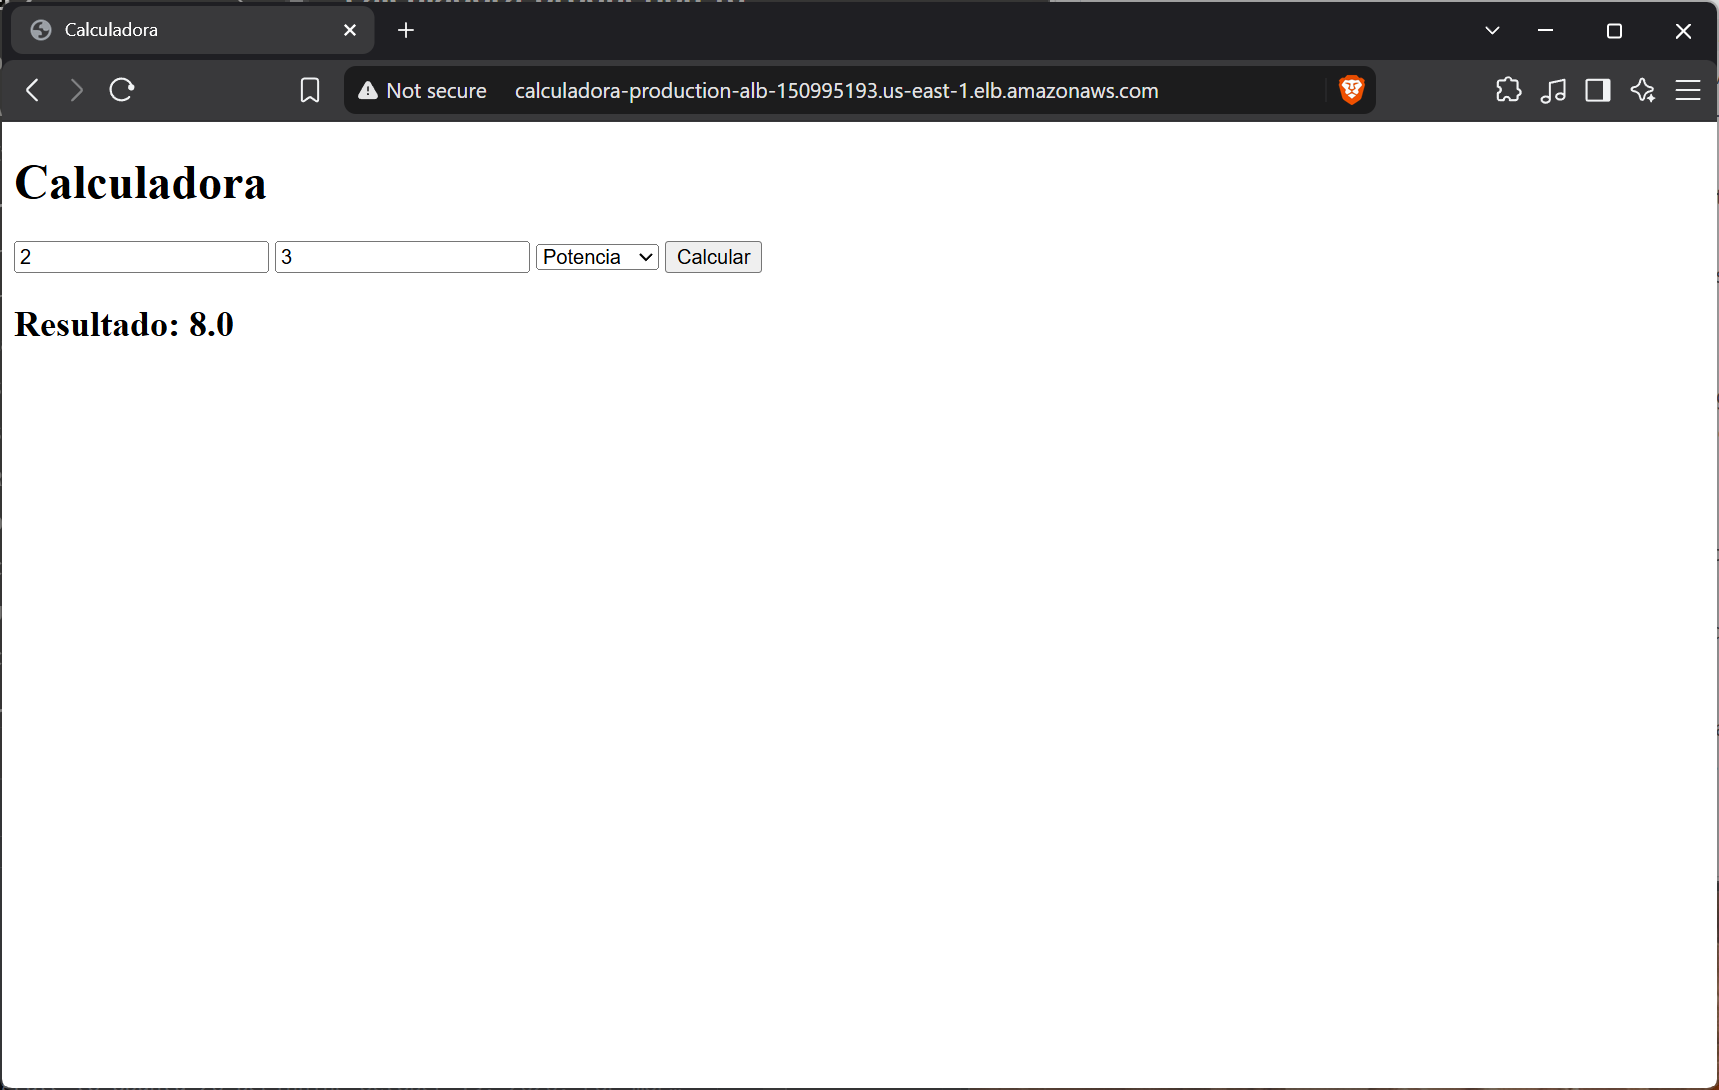 Calculadora
Not secure calculadora-production-alb-150995193.us-east-1.elb.amazonaws.com
Calculadora
2 3 Potencia Calcular
Resultado: 8.0